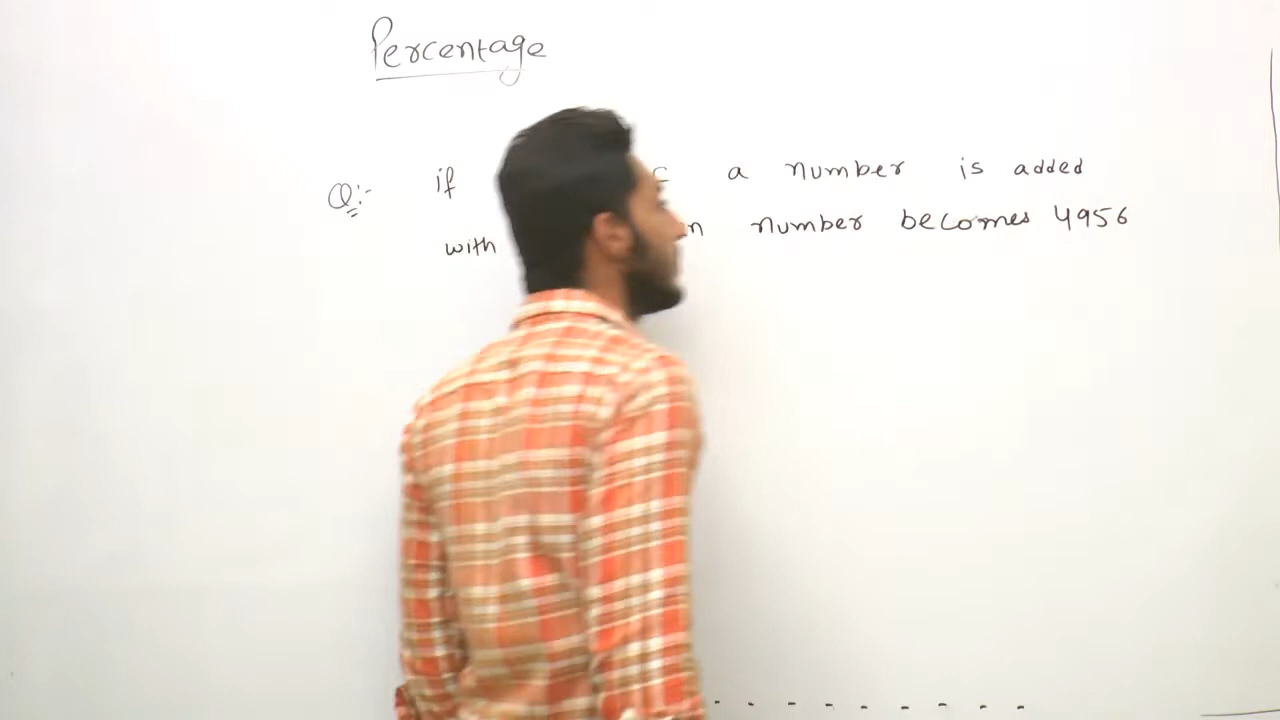 Percentage
Q:- if a number is added
with number becomes 4956